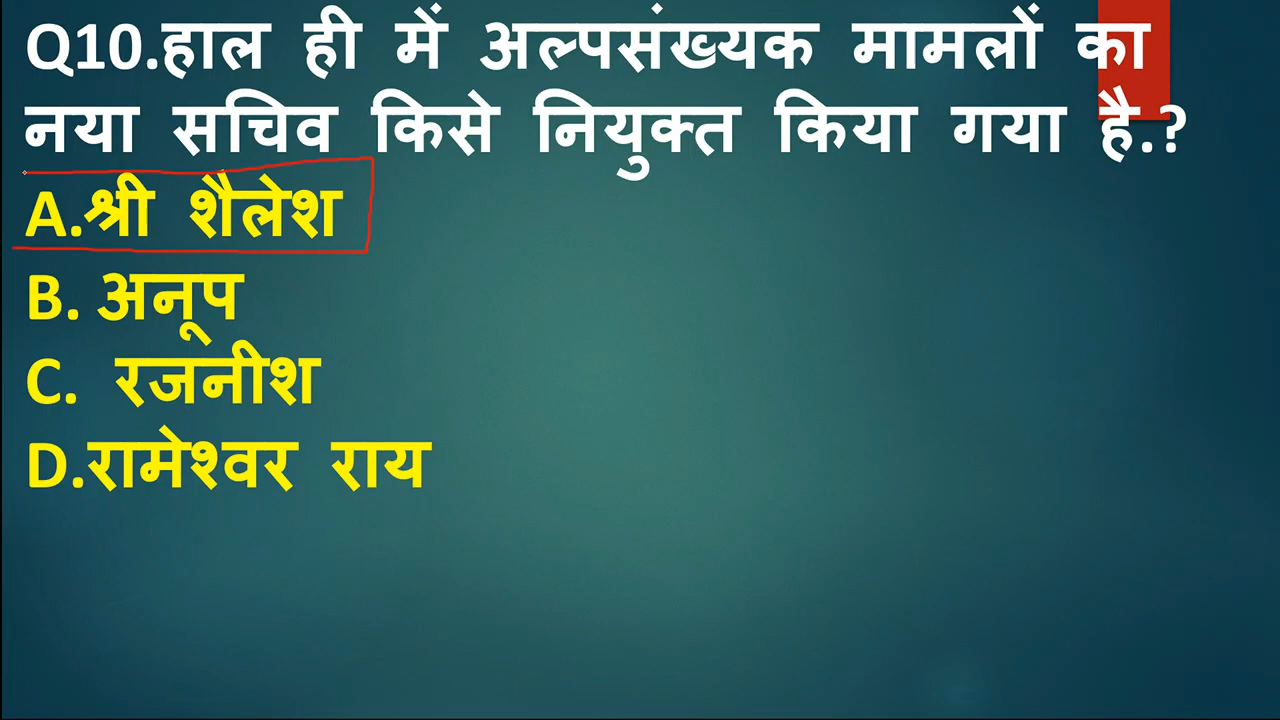 Q10.हाल ही में अल्पसंख्यक मामलों का
नया सचिव किसे नियुक्त किया गया है.?
A.श्री शैलेश
B. अनूप
C. रजनीश
D.रामेश्वर राय